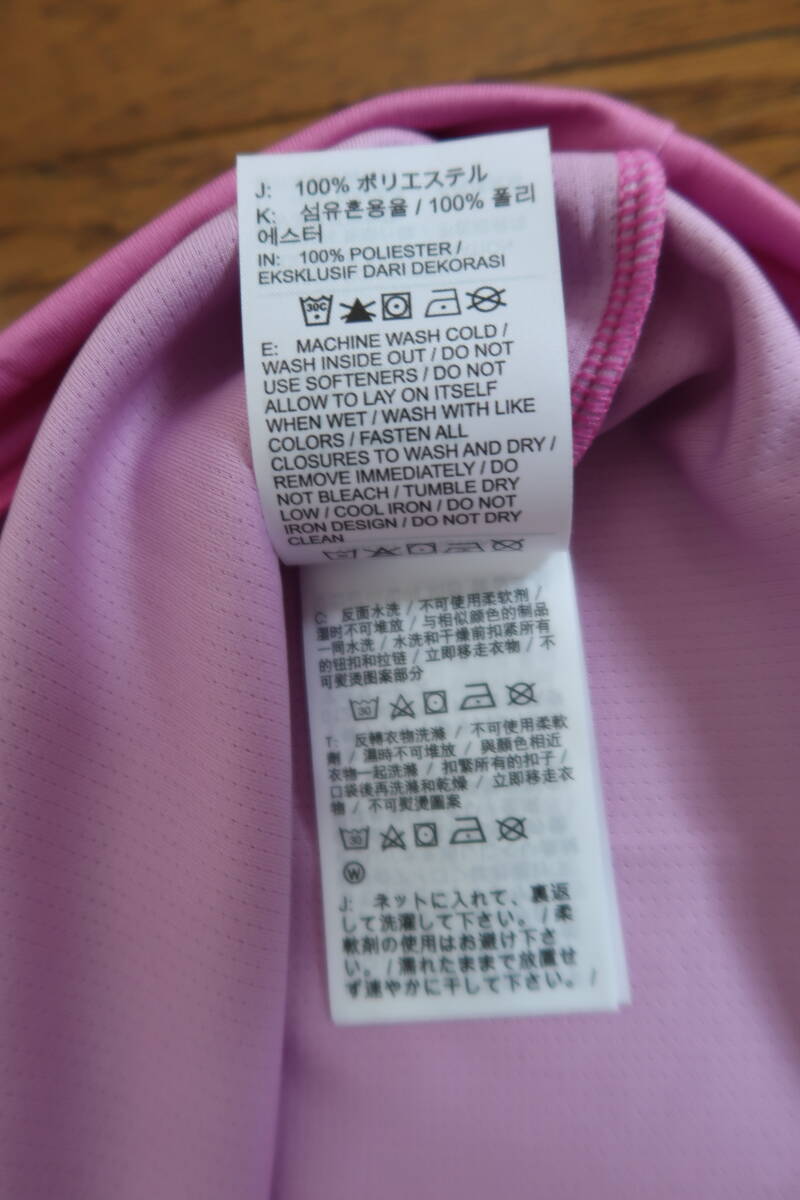 J: 100% ポリエステル
K: 섬유혼용율 / 100% 폴리
에스터
IN: 100% POLIESTER /
EKSKLUSIF DARI DEKORASI
30C
E: MACHINE WASH COLD /
WASH INSIDE OUT / DO NOT
USE SOFTENERS / DO NOT
ALLOW TO LAY ON ITSELF
WHEN WET / WASH WITH LIKE
COLORS / FASTEN ALL
CLOSURES TO WASH AND DRY /
REMOVE IMMEDIATELY / DO
NOT BLEACH / TUMBLE DRY
LOW / COOL IRON / DO NOT
IRON DESIGN / DO NOT DRY
CLEAN
C: 反面水洗 / 不可使用柔软剂 /
湿时不可堆放 / 与相似颜色的制品
一同水洗 / 水洗和干燥前扣紧所有
的钮扣和拉链 / 立即移走衣物 / 不
可熨烫图案部分
30
T: 反轉衣物洗滌 / 不可使用柔軟
劑 / 濕時不可堆放 / 與顏色相近
衣物一起洗滌 / 扣緊所有的扣子 /
口袋後再洗滌和乾燥 / 立即移走衣
物 / 不可熨燙圖案
30
W
J: ネットに入れて、裏返
して洗濯して下さい。 / 柔
軟剤の使用はお避け下さ
い。 / 濡れたままで放置せ
ず速やかに干して下さい。 /